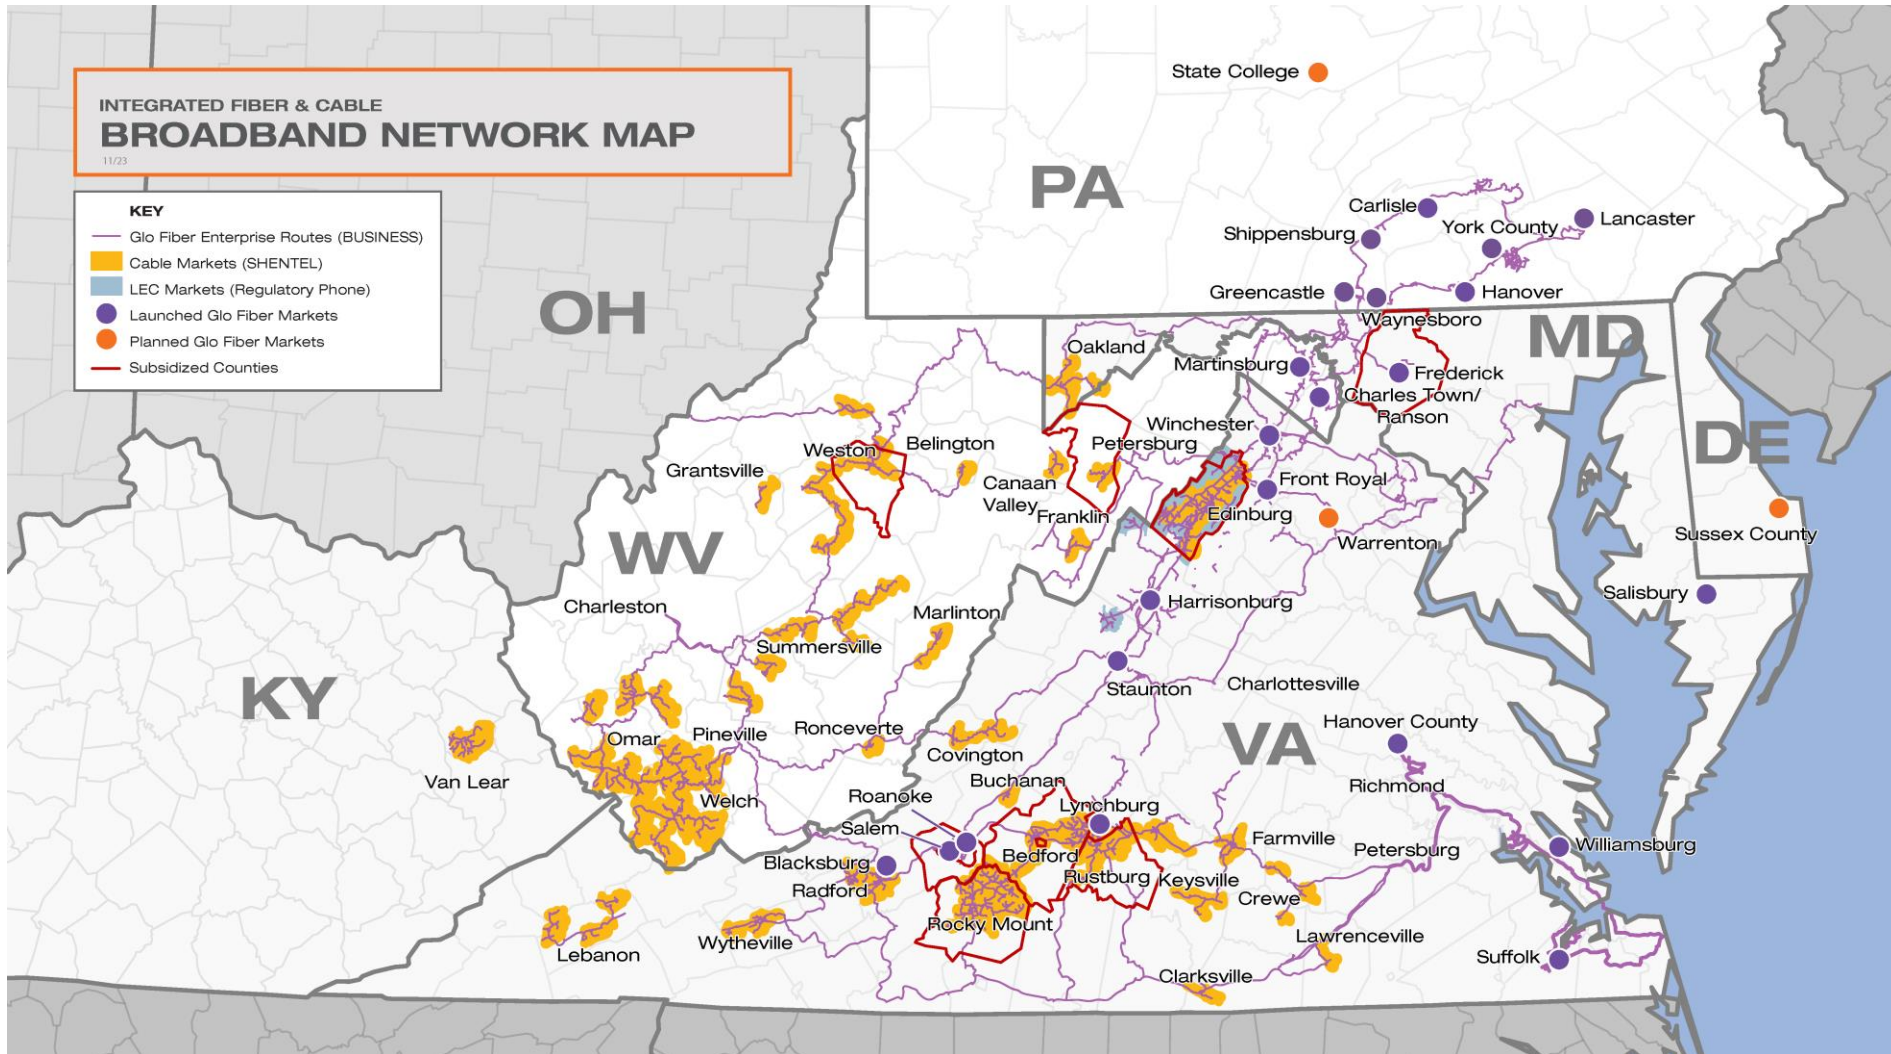 INTEGRATED FIBER & CABLE
BROADBAND NETWORK MAP
11/23
KEY
Glo Fiber Enterprise Routes (BUSINESS)
Cable Markets (SHENTEL)
LEC Markets (Regulatory Phone)
Launched Glo Fiber Markets
Planned Glo Fiber Markets
Subsidized Counties
State College
PA
Carlisle
Lancaster
Shippensburg
York County
Greencastle
Hanover
Waynesboro
OH
MD
Oakland
Martinsburg
Frederick
Charles Town/
Ranson
Winchester
Petersburg
Belington
Weston
Grantsville
DE
Canaan
Valley
Front Royal
Franklin
Edinburg
Warrenton
Sussex County
WV
Salisbury
Charleston
Harrisonburg
Marlinton
Summersville
Staunton
Charlottesville
KY
Hanover County
Ronceverte
Pineville
Omar
VA
Covington
Van Lear
Buchanan
Richmond
Roanoke
Welch
Lynchburg
Salem
Farmville
Williamsburg
Petersburg
Bedford
Blacksburg
Rustburg
Keysville
Radford
Crewe
Rocky Mount
Lawrenceville
Wytheville
Lebanon
Suffolk
Clarksville